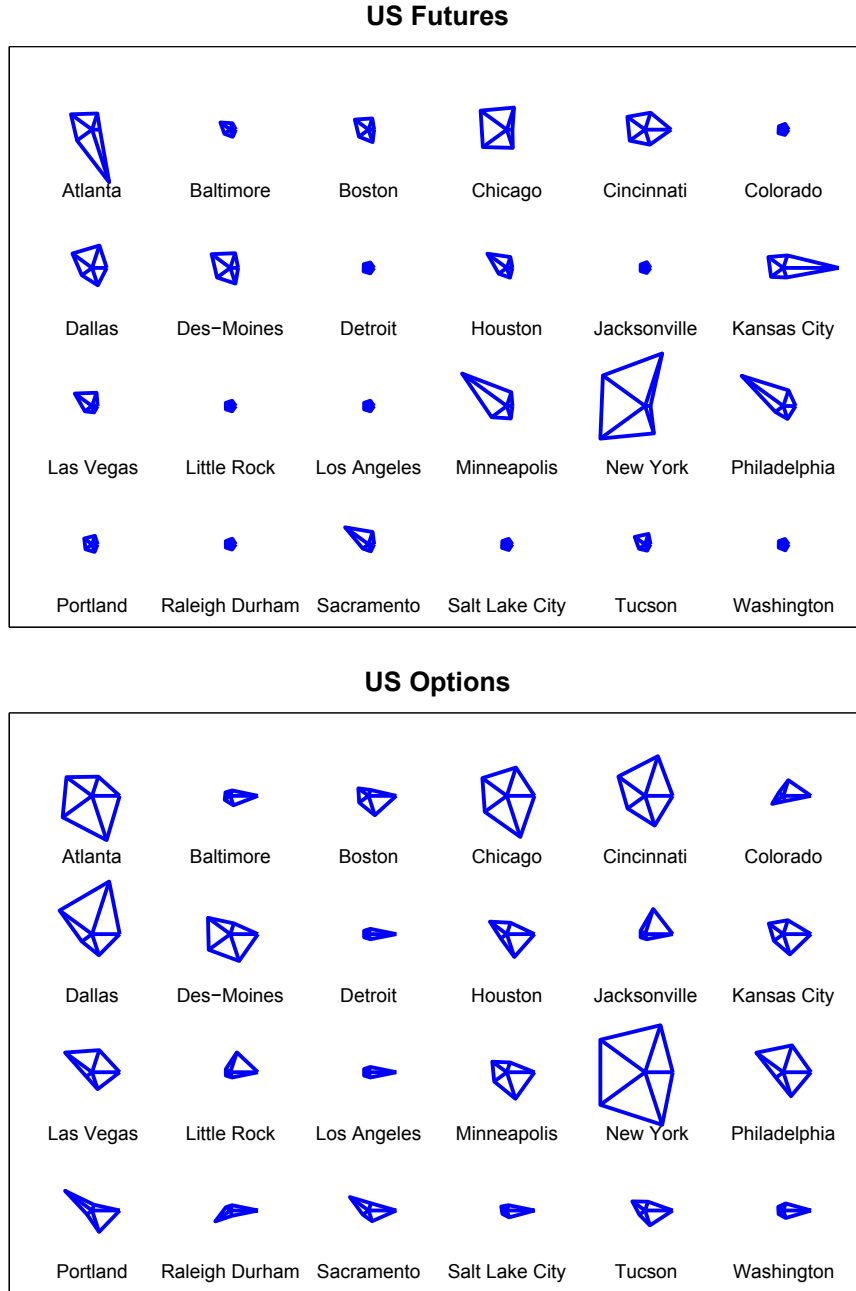 US Futures
Atlanta Baltimore Boston Chicago Cincinnati Colorado
Dallas Des−Moines Detroit Houston Jacksonville Kansas City
Las Vegas Little Rock Los Angeles Minneapolis New York Philadelphia
Portland Raleigh Durham Sacramento Salt Lake City Tucson Washington
US Options
Atlanta Baltimore Boston Chicago Cincinnati Colorado
Dallas Des−Moines Detroit Houston Jacksonville Kansas City
Las Vegas Little Rock Los Angeles Minneapolis New York Philadelphia
Portland Raleigh Durham Sacramento Salt Lake City Tucson Washington